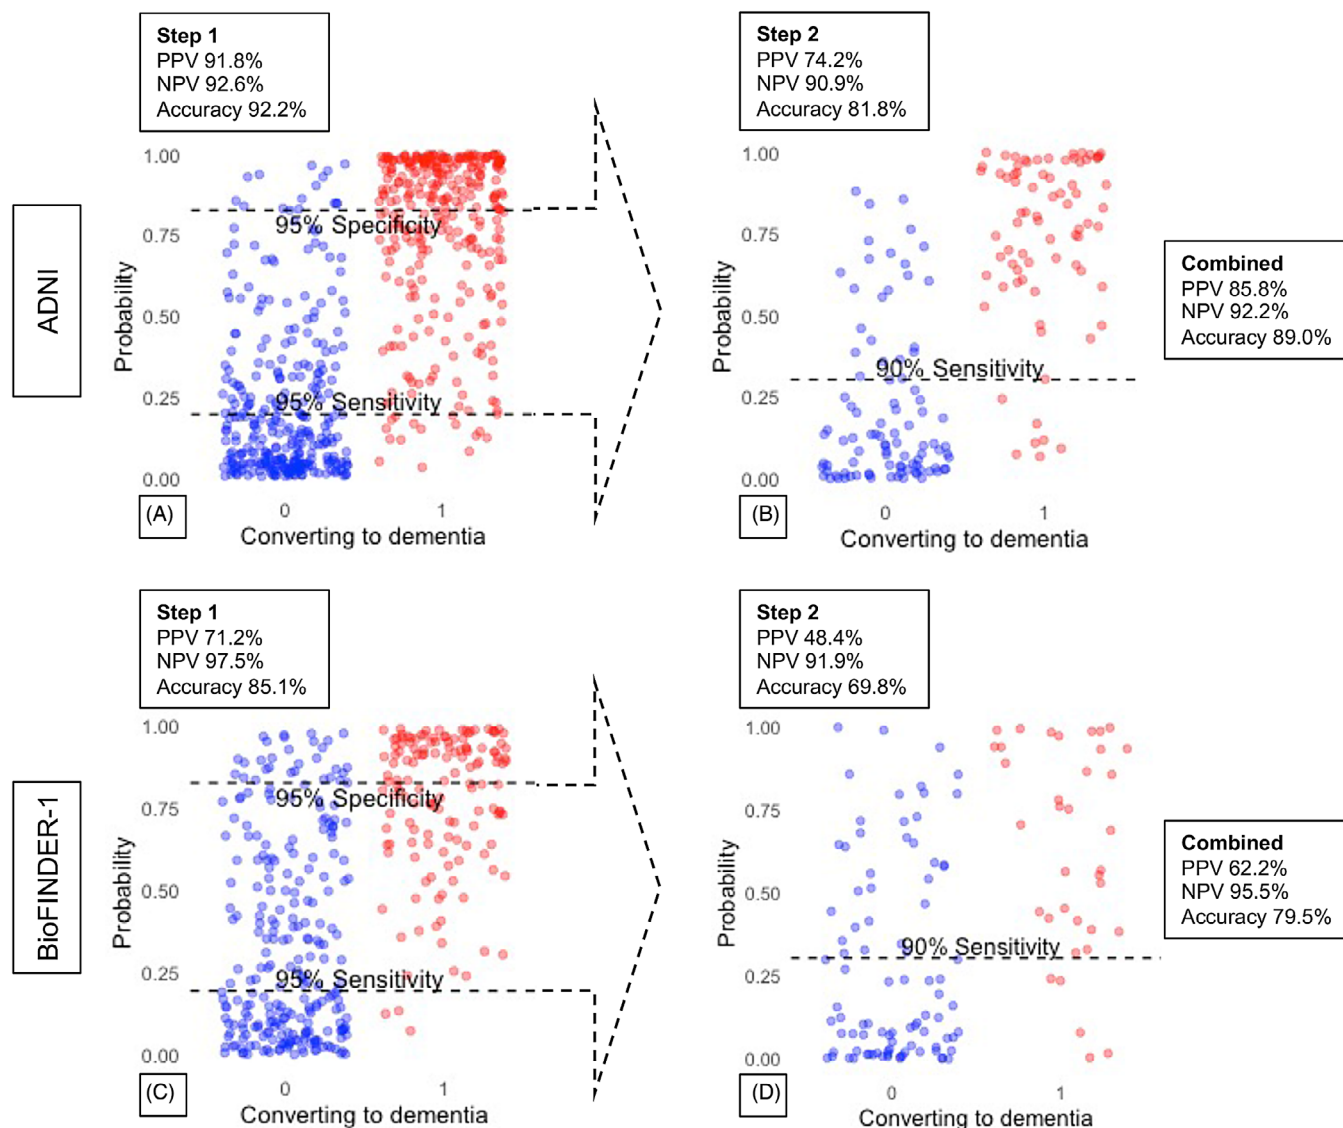 Step 1
PPV 91.8%
NPV 92.6%
Accuracy 92.2%
Step 2
PPV 74.2%
NPV 90.9%
Accuracy 81.8%
ADNI
Probability
1.00
0.75
0.50
0.25
0.00
95% Specificity
95% Sensitivity
0
1
Converting to dementia
(A)
Probability
1.00
0.75
0.50
0.25
0.00
90% Sensitivity
0
1
Converting to dementia
(B)
Combined
PPV 85.8%
NPV 92.2%
Accuracy 89.0%
Step 1
PPV 71.2%
NPV 97.5%
Accuracy 85.1%
Step 2
PPV 48.4%
NPV 91.9%
Accuracy 69.8%
BioFINDER-1
Probability
1.00
0.75
0.50
0.25
0.00
95% Specificity
95% Sensitivity
0
1
Converting to dementia
(C)
Probability
1.00
0.75
0.50
0.25
0.00
90% Sensitivity
0
1
Converting to dementia
(D)
Combined
PPV 62.2%
NPV 95.5%
Accuracy 79.5%